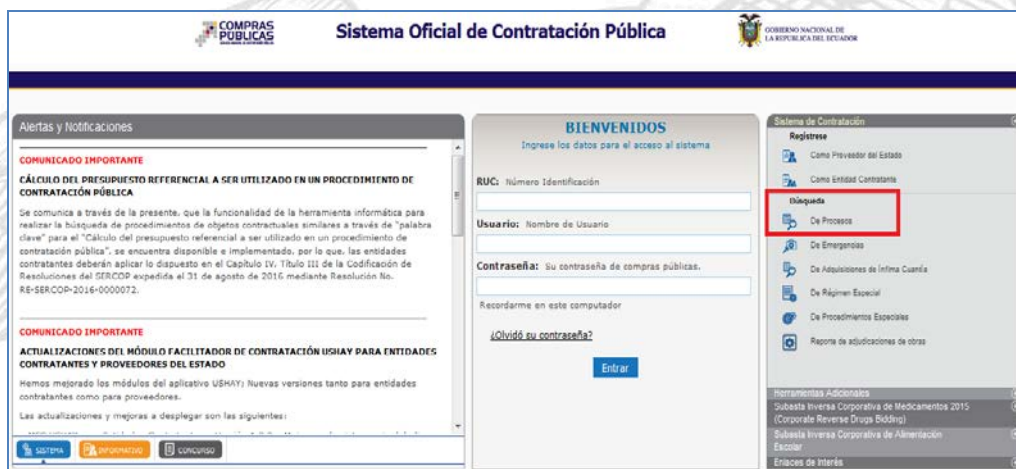 COMPRAS
PÚBLICAS
Sistema Oficial de Contratación Pública
GOBIERNO NACIONAL DE
LA REPUBLICA DEL ECUADOR
Alertas y Notificaciones
COMUNICADO IMPORTANTE
CÁLCULO DEL PRESUPUESTO REFERENCIAL A SER UTILIZADO EN UN PROCEDIMIENTO DE
CONTRATACIÓN PÚBLICA
Se comunica a través de la presente, que la funcionalidad de la herramienta informática para
realizar la búsqueda de procedimientos de objetos contractuales similares a través de "palabra
clave" para el "Cálculo del presupuesto referencial a ser utilizado en un procedimiento de
contratación pública", se encuentra disponible e implementado, por lo que, las entidades
contratantes deberán aplicar lo dispuesto en el Capítulo IV, Título III de la Codificación de
Resoluciones del SERCOP expedida el 31 de agosto de 2016 mediante Resolución No.
RE-SERCOP-2016-0000072.
COMUNICADO IMPORTANTE
ACTUALIZACIONES DEL MÓDULO FACILITADOR DE CONTRATACIÓN USHAY PARA ENTIDADES
CONTRATANTES Y PROVEEDORES DEL ESTADO
Hemos mejorado los módulos del aplicativo USHAY; Nuevas versiones tanto para entidades
contratantes como para proveedores.
Las actualizaciones y mejoras a desplegar son las siguientes:
SISTEMA
INFORMATIVO
CONCURSO
BIENVENIDOS
Ingrese los datos para el acceso al sistema
RUC: Número Identificación
Usuario: Nombre de Usuario
Contraseña: Su contraseña de compras públicas.
Recordarme en este computador
¿Olvidó su contraseña?
Entrar
Sistema de Contratación
Regístrese
Como Proveedor del Estado
Como Entidad Contratante
Búsqueda
De Procesos
De Emergencias
De Adquisiciones de Ínfima Cuantía
De Régimen Especial
De Procedimientos Especiales
Reporte de adjudicaciones de obras
Herramientas Adicionales
Subasta Inversa Corporativa de Medicamentos 2015
(Corporate Reverse Drugs Bidding)
Subasta Inversa Corporativa de Alimentación
Escolar
Enlaces de Interés